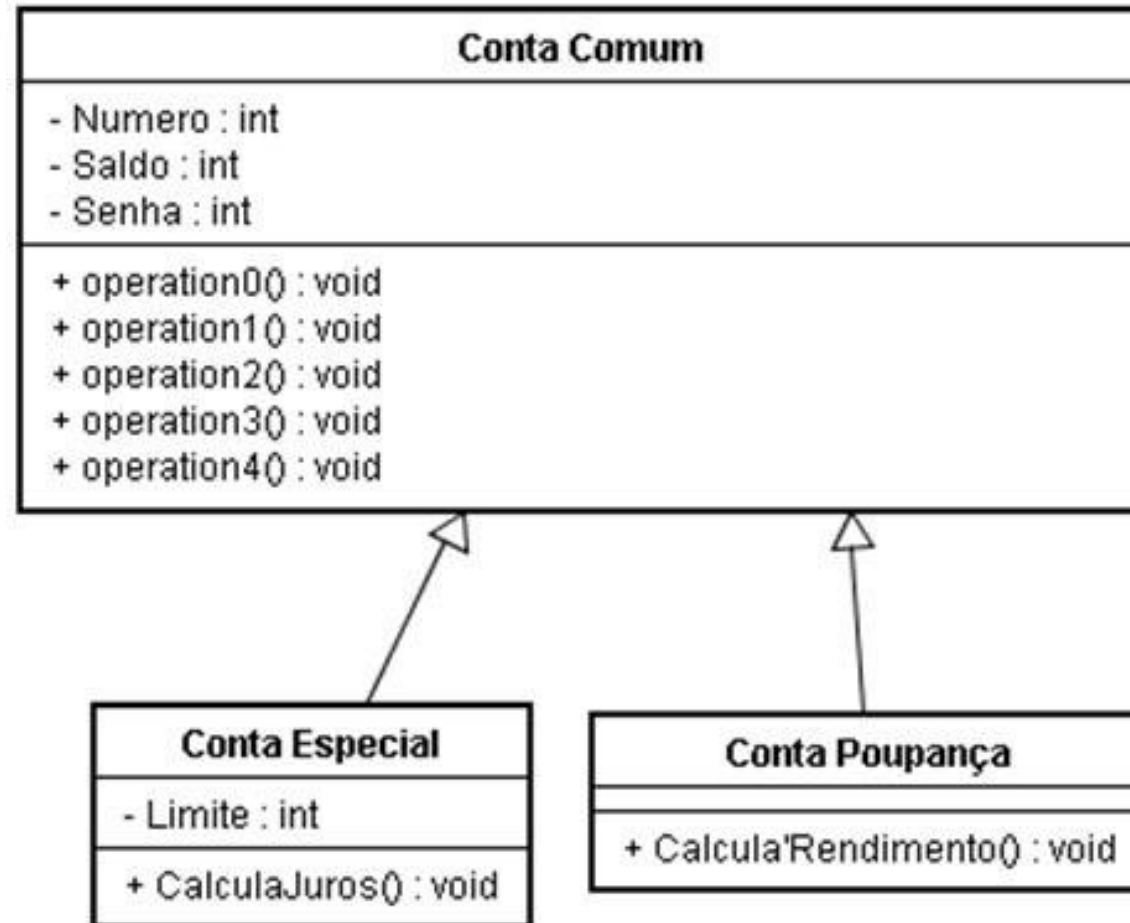 Conta Comum
- Numero : int
- Saldo : int
- Senha : int
+ operation0() : void
+ operation1() : void
+ operation2() : void
+ operation3() : void
+ operation4() : void
Conta Especial
- Limite : int
+ CalculaJuros() : void
Conta Poupança
+ Calcula'Rendimento() : void